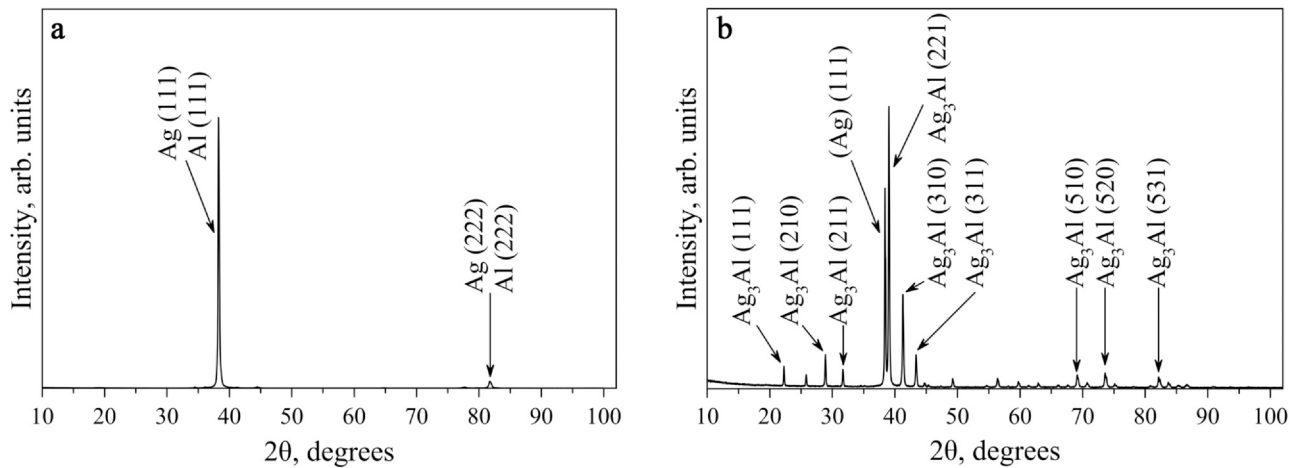 a
Intensity, arb. units
Ag (111)
Al (111)
Ag (222)
Al (222)
10 20 30 40 50 60 70 80 90 100
2θ, degrees
b
Intensity, arb. units
Ag₃Al (111)
Ag₃Al (210)
Ag₃Al (211)
(Ag) (111)
Ag₃Al (221)
Ag₃Al (310)
Ag₃Al (311)
Ag₃Al (510)
Ag₃Al (520)
Ag₃Al (531)
10 20 30 40 50 60 70 80 90 100
2θ, degrees